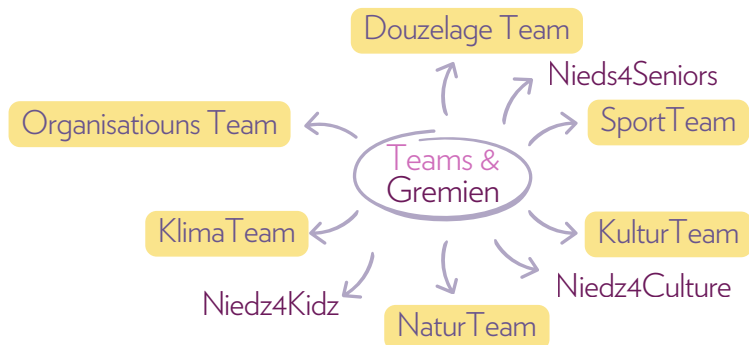 Douzelage Team
Nieds4Seniors
Organisatiouns Team
SportTeam
Teams &
Gremien
KlimaTeam
KulturTeam
Niedz4Kidz
Niedz4Culture
NaturTeam